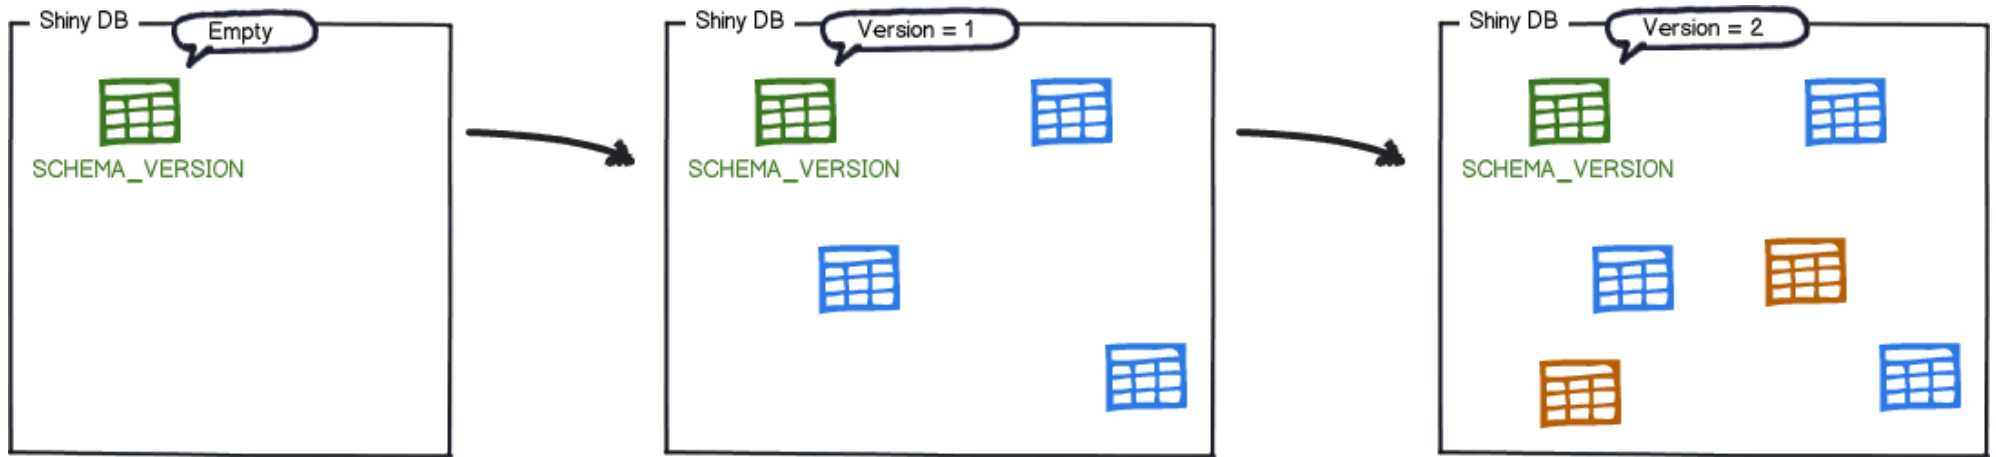 Shiny DB
Empty
SCHEMA_VERSION
Shiny DB
Version = 1
SCHEMA_VERSION
Shiny DB
Version = 2
SCHEMA_VERSION